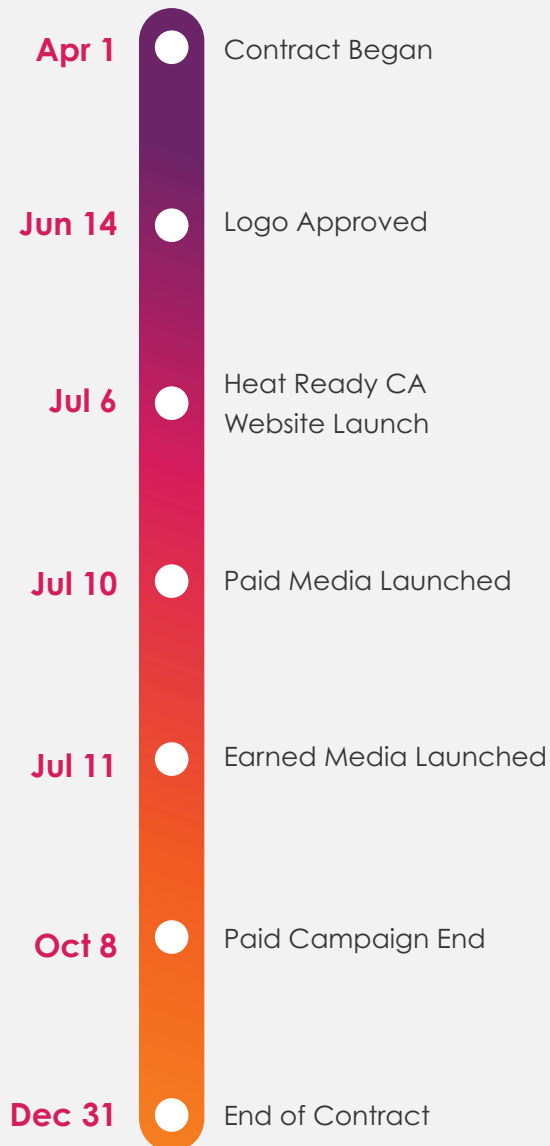 Apr 1
Contract Began
Jun 14
Logo Approved
Jul 6
Heat Ready CA
Website Launch
Jul 10
Paid Media Launched
Jul 11
Earned Media Launched
Oct 8
Paid Campaign End
Dec 31
End of Contract